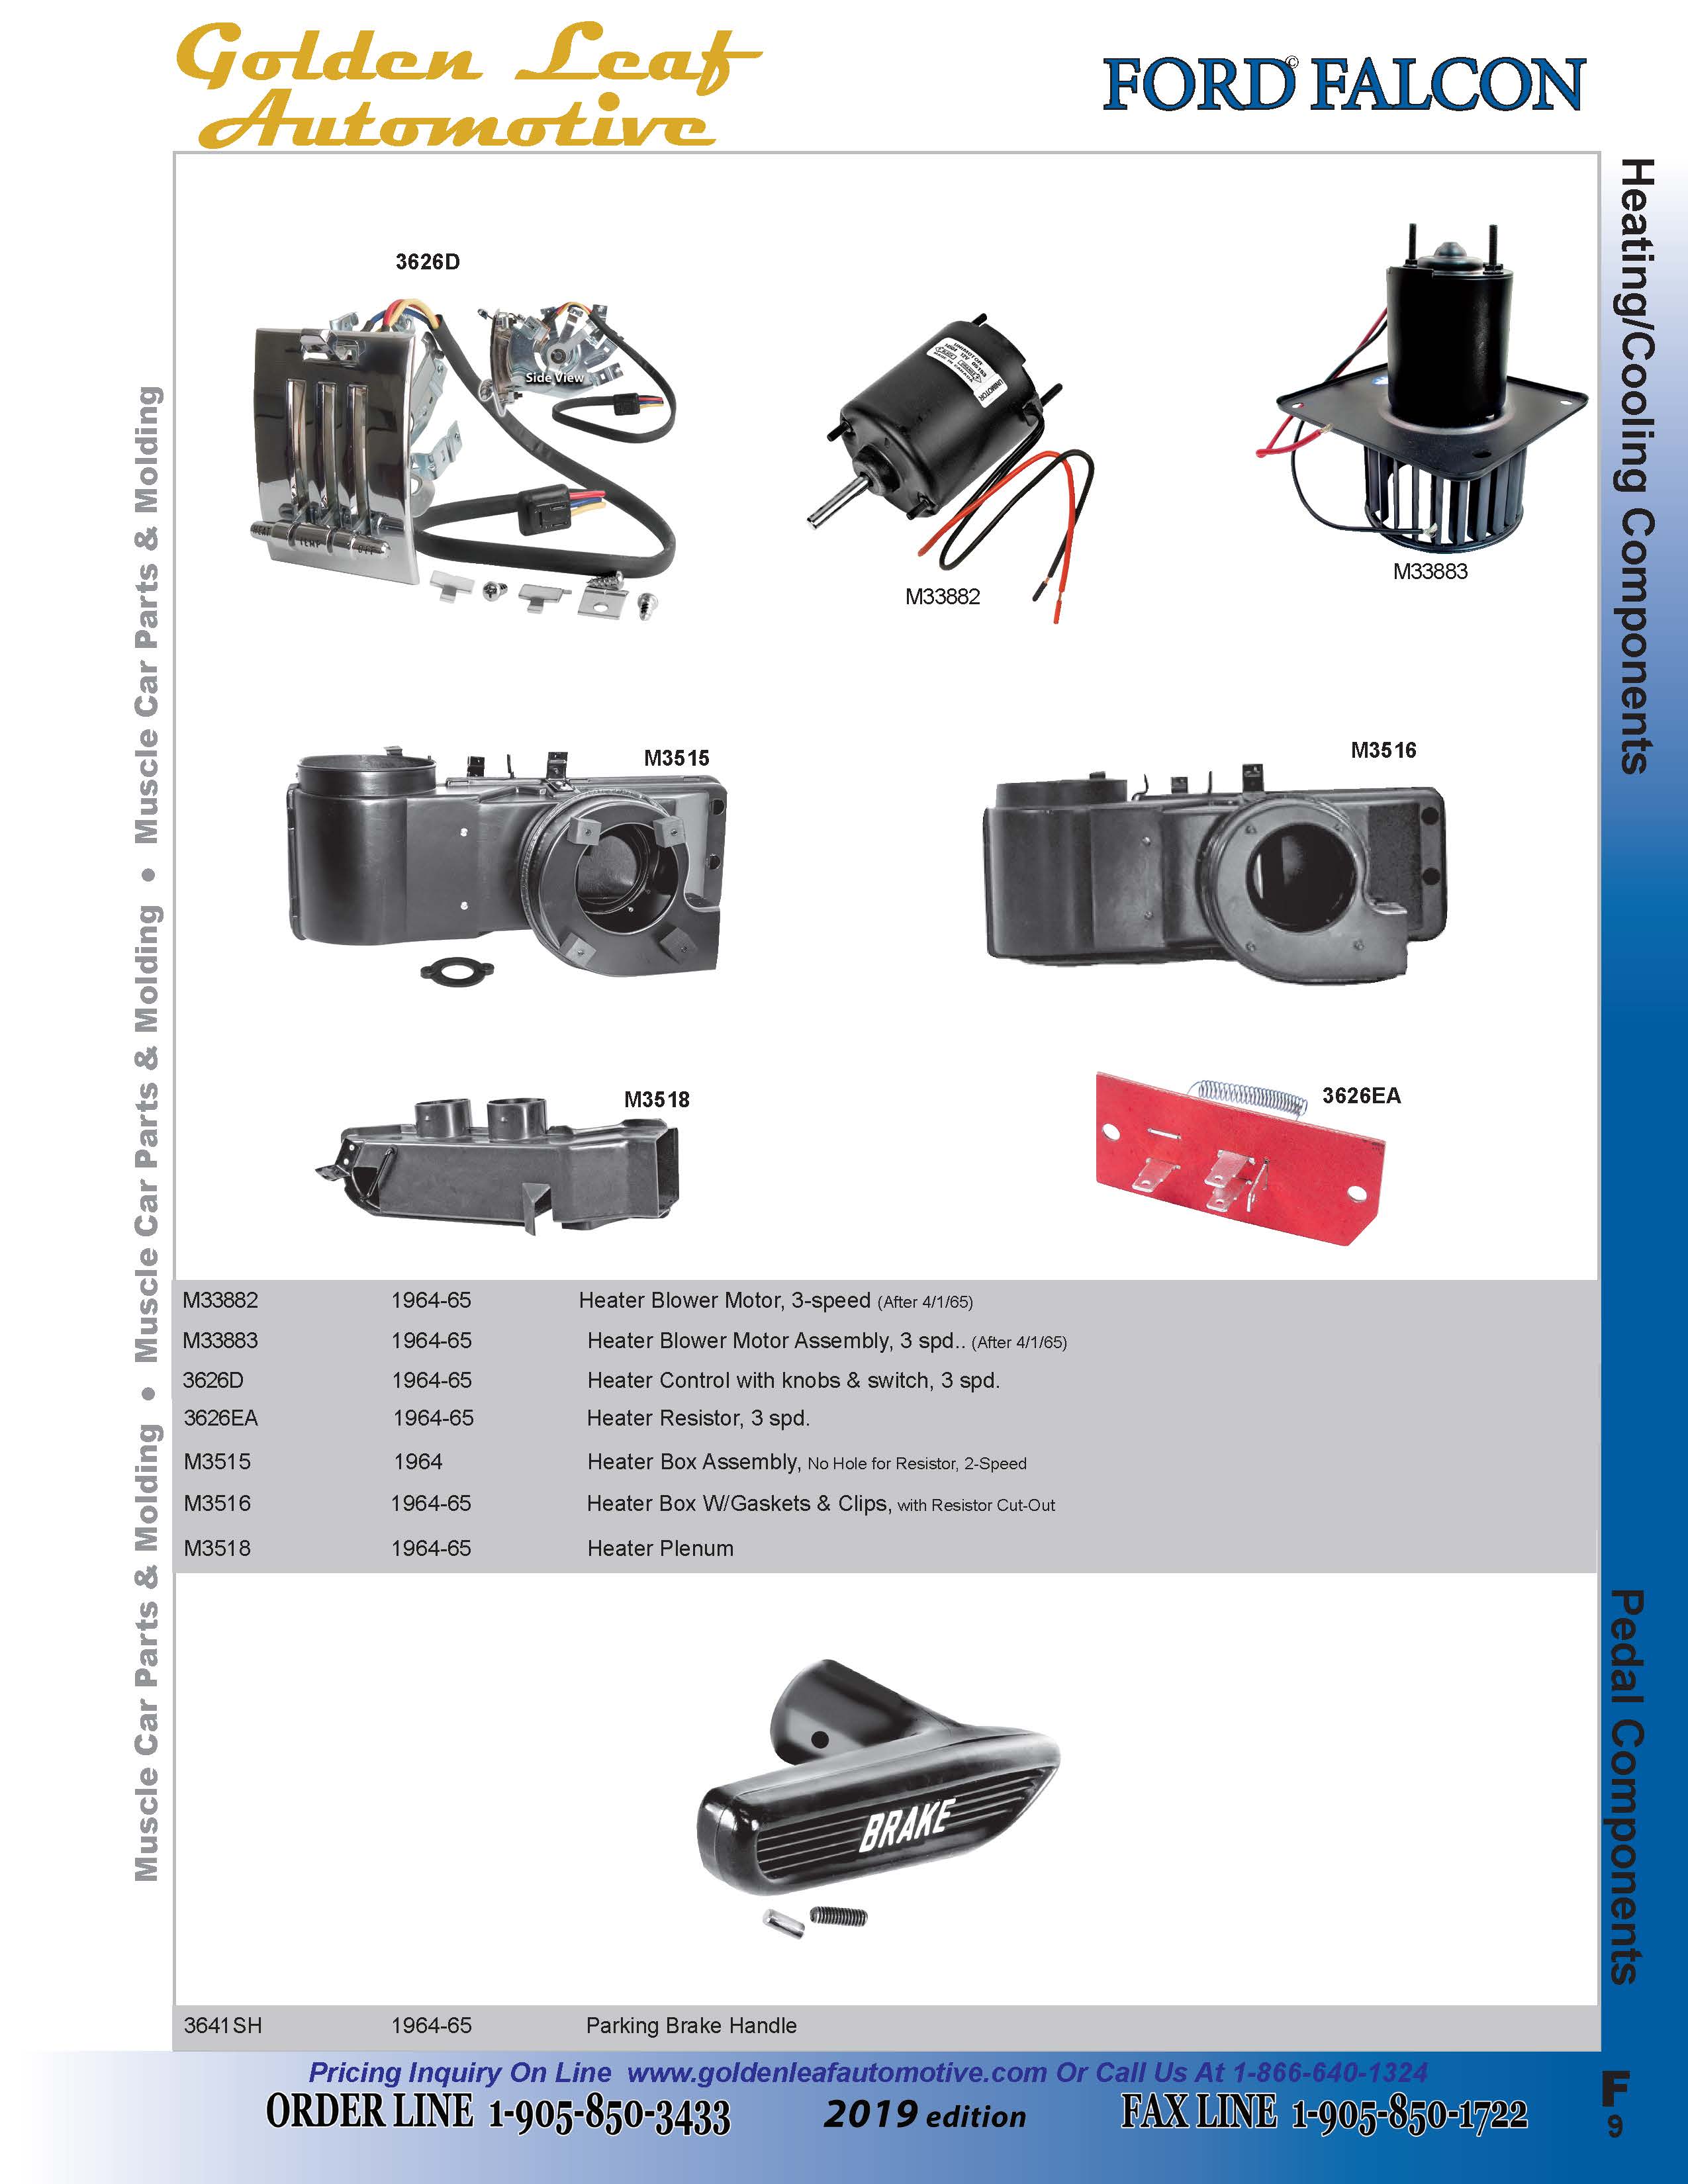 Golden Leaf
Automotive
FORD© FALCON
Heating/Cooling Components
3626D
Side View
UNIMOTOR
M33882
M33883
TEMP
M3515
M3516
M3518
3626EA
M33882 1964-65 Heater Blower Motor, 3-speed (After 4/1/65)
M33883 1964-65 Heater Blower Motor Assembly, 3 spd.. (After 4/1/65)
3626D 1964-65 Heater Control with knobs & switch, 3 spd.
3626EA 1964-65 Heater Resistor, 3 spd.
M3515 1964 Heater Box Assembly, No Hole for Resistor, 2-Speed
M3516 1964-65 Heater Box W/Gaskets & Clips, with Resistor Cut-Out
M3518 1964-65 Heater Plenum
Pedal Components
BRAKE
3641SH 1964-65 Parking Brake Handle
Muscle Car Parts & Molding • Muscle Car Parts & Molding • Muscle Car Parts & Molding
Pricing Inquiry On Line www.goldenleafautomotive.com Or Call Us At 1-866-640-1324
ORDER LINE 1-905-850-3433 2019 edition FAX LINE 1-905-850-1722
F
9